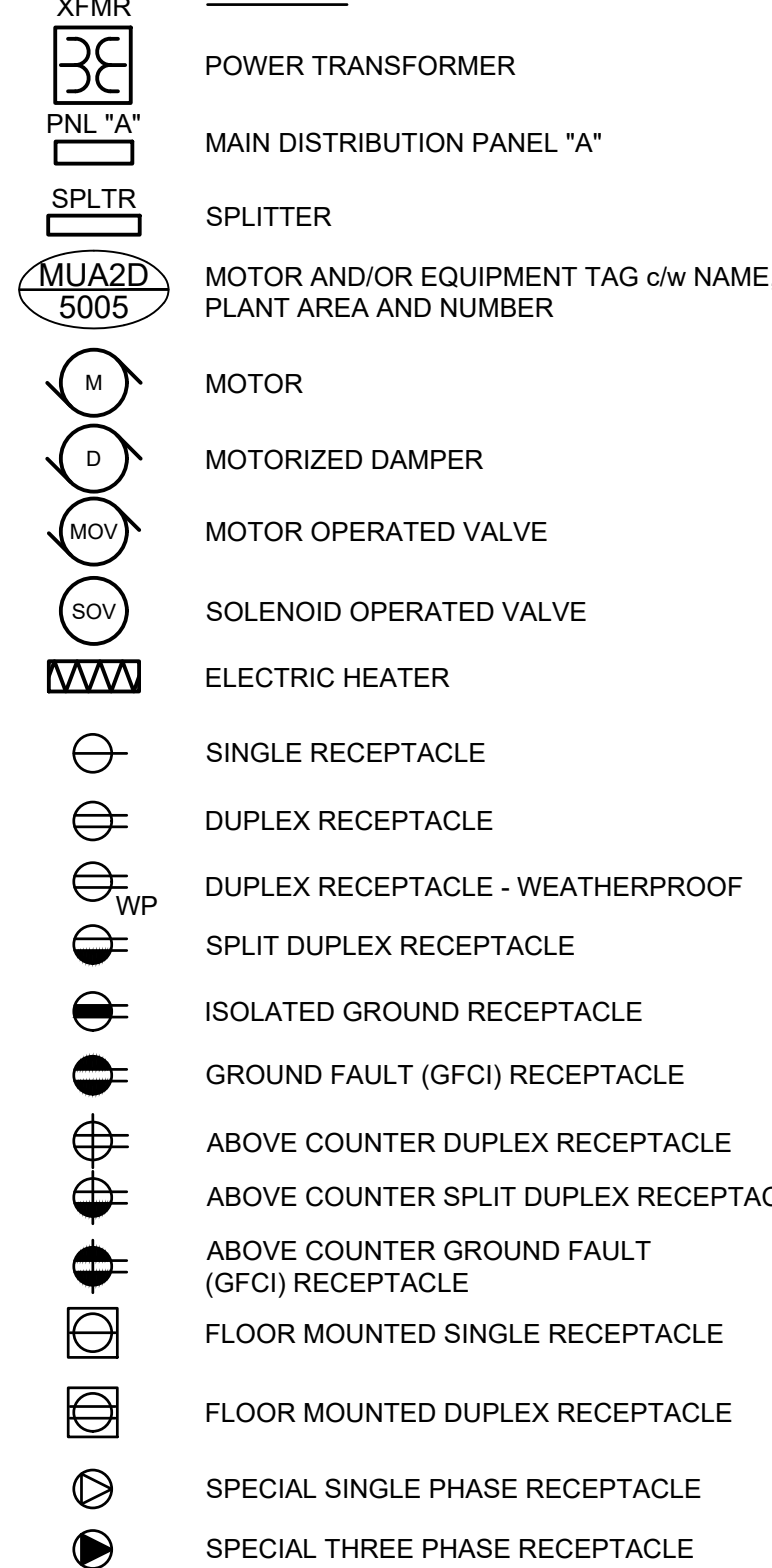 XFMR
POWER TRANSFORMER
PNL "A"
MAIN DISTRIBUTION PANEL "A"
SPLTR
SPLITTER
MUA2D
5005
MOTOR AND/OR EQUIPMENT TAG c/w NAME,
PLANT AREA AND NUMBER
M
MOTOR
D
MOTORIZED DAMPER
MOV
MOTOR OPERATED VALVE
SOV
SOLENOID OPERATED VALVE
ELECTRIC HEATER
SINGLE RECEPTACLE
DUPLEX RECEPTACLE
WP
DUPLEX RECEPTACLE - WEATHERPROOF
SPLIT DUPLEX RECEPTACLE
ISOLATED GROUND RECEPTACLE
GROUND FAULT (GFCI) RECEPTACLE
ABOVE COUNTER DUPLEX RECEPTACLE
ABOVE COUNTER SPLIT DUPLEX RECEPTAC
ABOVE COUNTER GROUND FAULT
(GFCI) RECEPTACLE
FLOOR MOUNTED SINGLE RECEPTACLE
FLOOR MOUNTED DUPLEX RECEPTACLE
SPECIAL SINGLE PHASE RECEPTACLE
SPECIAL THREE PHASE RECEPTACLE